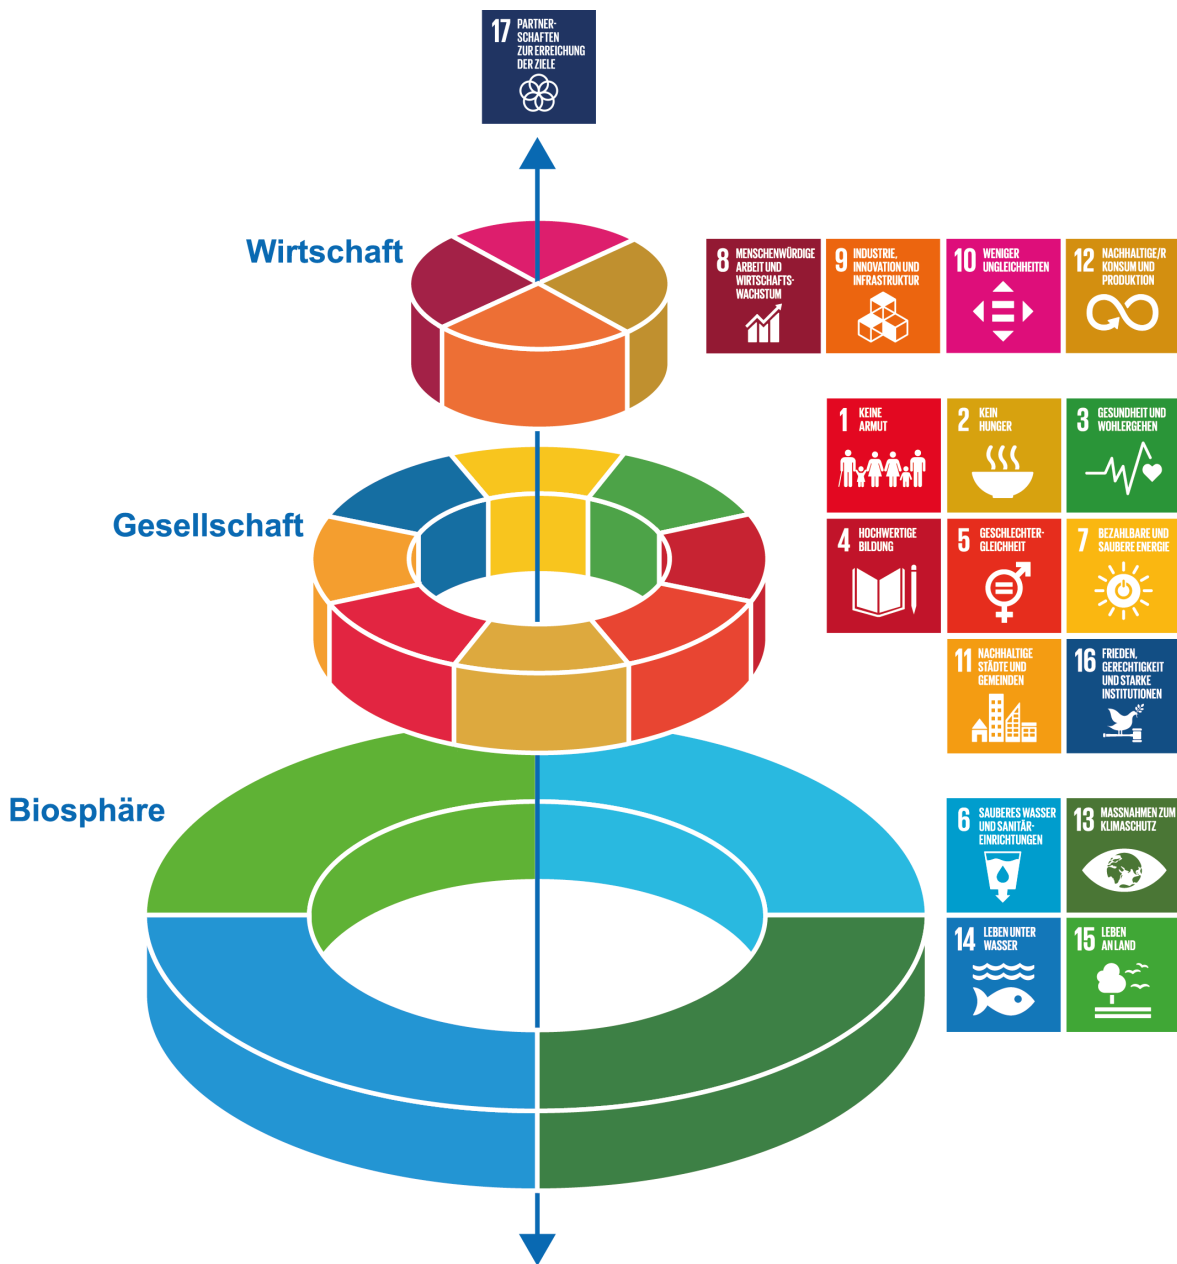 17 PARTNER-
SCHAFTEN
ZUR ERREICHUNG
DER ZIELE
Wirtschaft
8 MENSCHENWÜRDIGE
ARBEIT UND
WIRTSCHAFTS-
WACHSTUM
9 INDUSTRIE,
INNOVATION UND
INFRASTRUKTUR
10 WENIGER
UNGLEICHHEITEN
12 NACHHALTIGE/R
KONSUM UND
PRODUKTION
Gesellschaft
1 KEINE
ARMUT
2 KEIN
HUNGER
3 GESUNDHEIT UND
WOHLERGEHEN
4 HOCHWERTIGE
BILDUNG
5 GESCHLECHTER-
GLEICHHEIT
7 BEZAHLBARE UND
SAUBERE ENERGIE
11 NACHHALTIGE
STÄDTE UND
GEMEINDEN
16 FRIEDEN,
GERECHTIGKEIT
UND STARKE
INSTITUTIONEN
Biosphäre
6 SAUBERES WASSER
UND SANITÄR-
EINRICHTUNGEN
13 MASSNAHMEN ZUM
KLIMASCHUTZ
14 LEBEN UNTER
WASSER
15 LEBEN
AN LAND